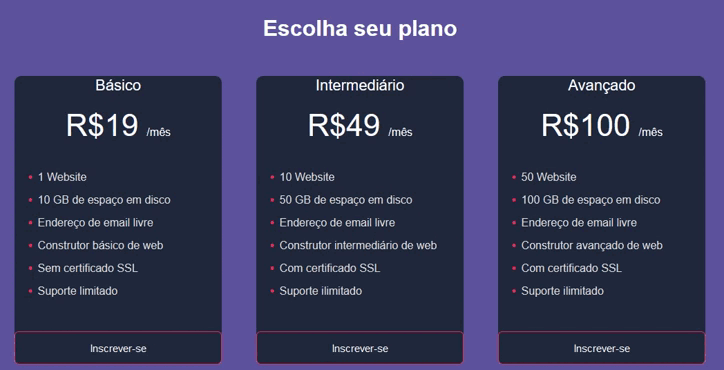 Escolha seu plano
Básico
R$19 /mês
1 Website
10 GB de espaço em disco
Endereço de email livre
Construtor básico de web
Sem certificado SSL
Suporte limitado
Inscrever-se
Intermediário
R$49 /mês
10 Website
50 GB de espaço em disco
Endereço de email livre
Construtor intermediário de web
Com certificado SSL
Suporte ilimitado
Inscrever-se
Avançado
R$100 /mês
50 Website
100 GB de espaço em disco
Endereço de email livre
Construtor avançado de web
Com certificado SSL
Suporte ilimitado
Inscrever-se